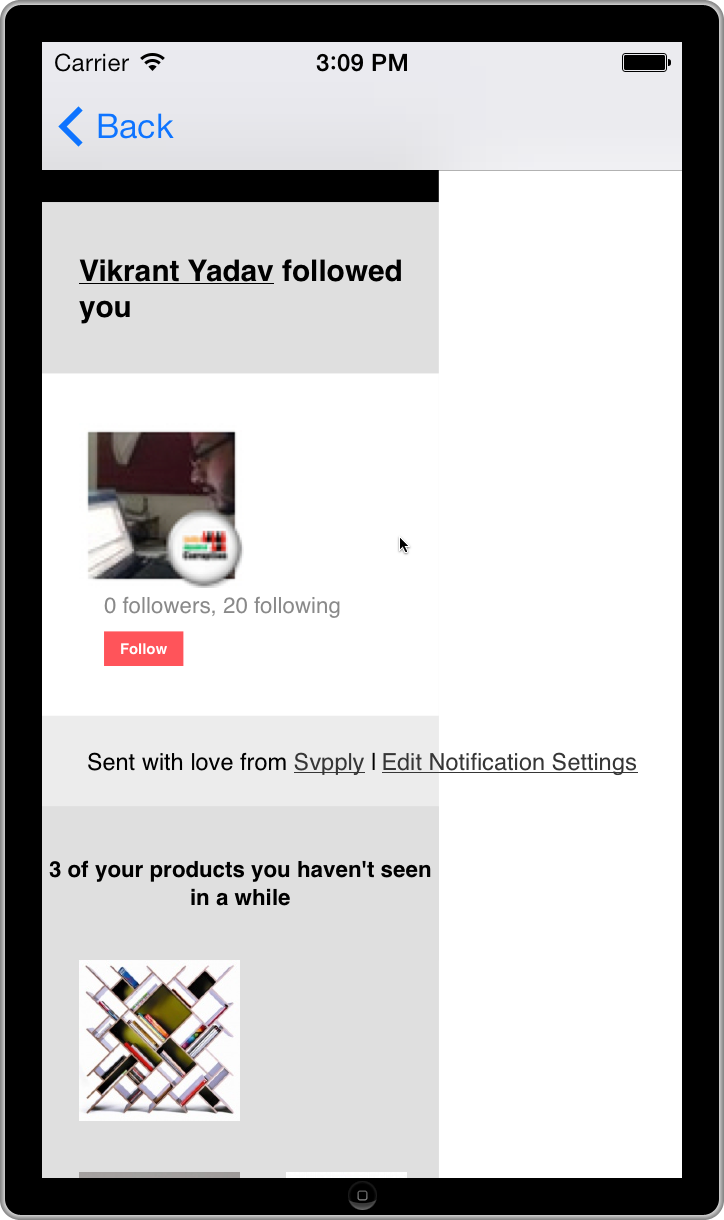 Carrier 3:09 PM
Back
Vikrant Yadav followed
you
0 followers, 20 following
Follow
Sent with love from Svpply | Edit Notification Settings
3 of your products you haven't seen
in a while